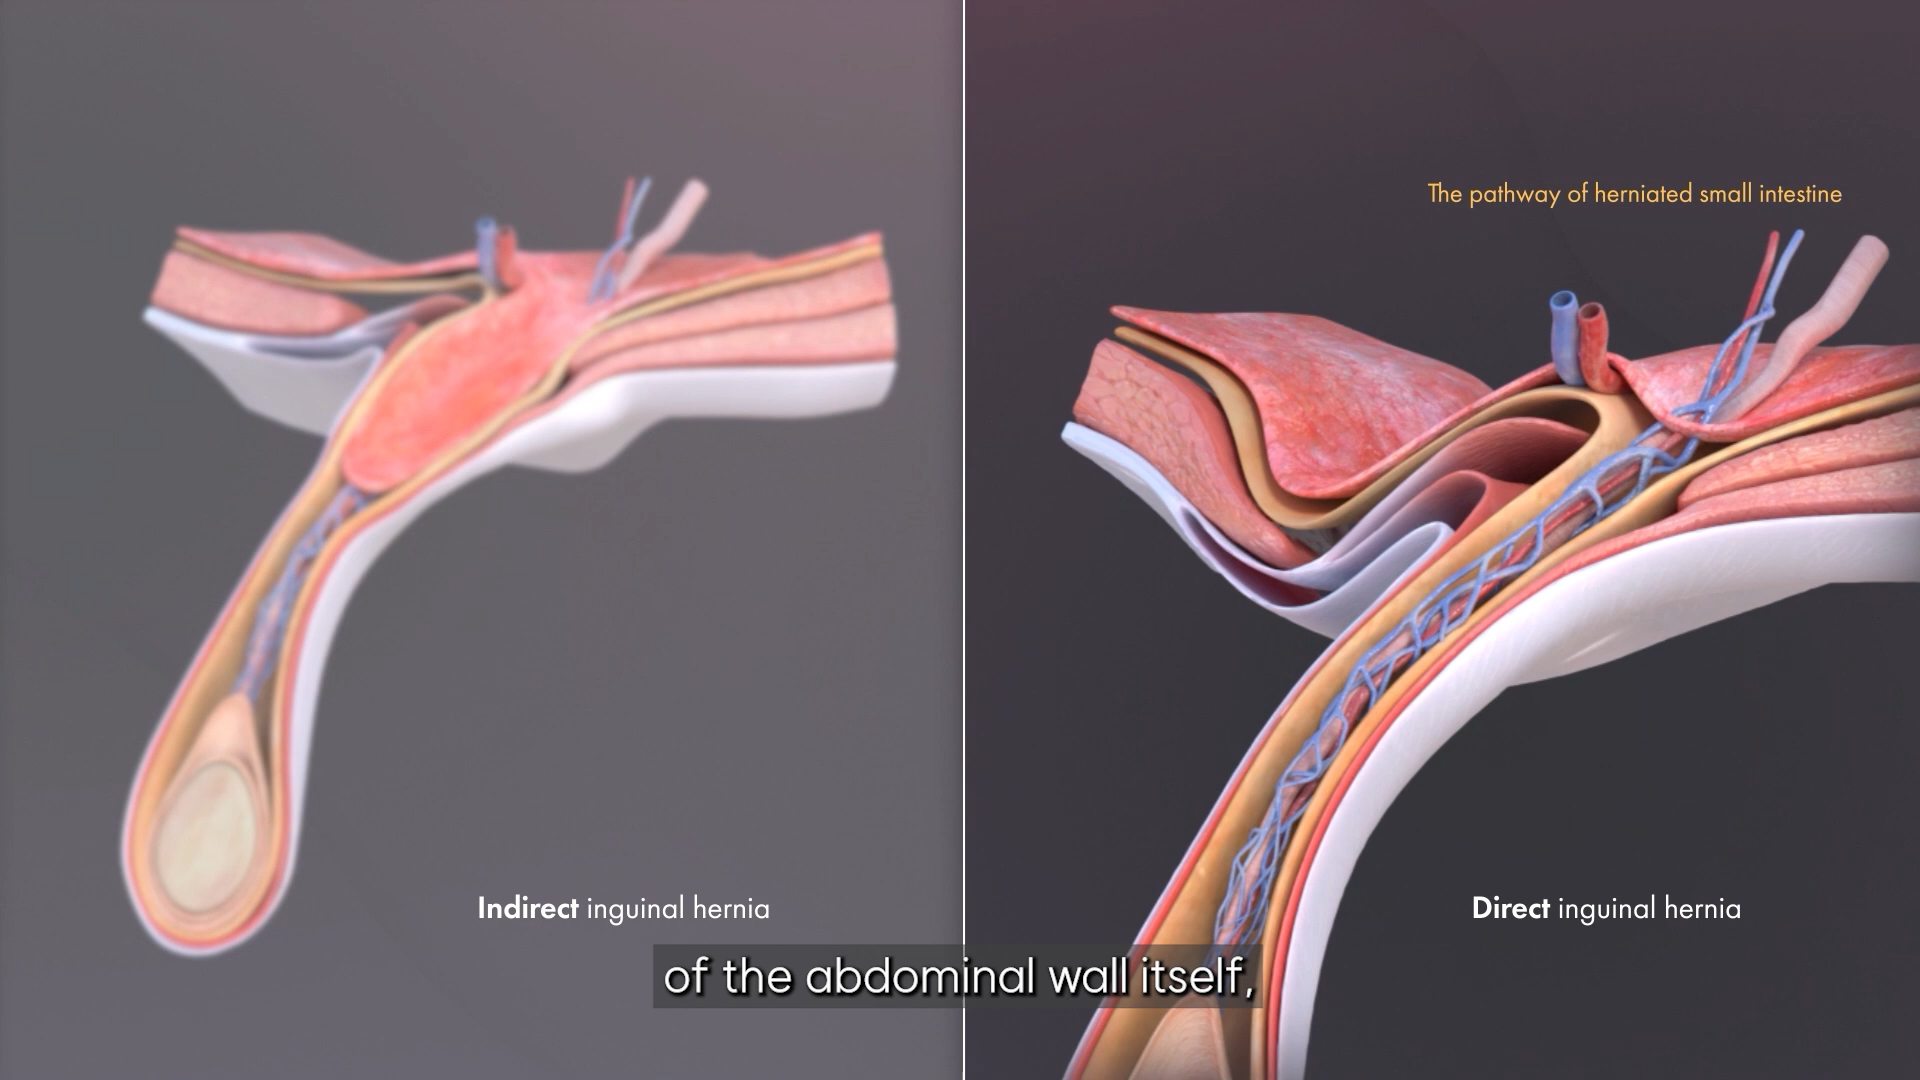 The pathway of herniated small intestine
Indirect inguinal hernia
Direct inguinal hernia
of the abdominal wall itself,